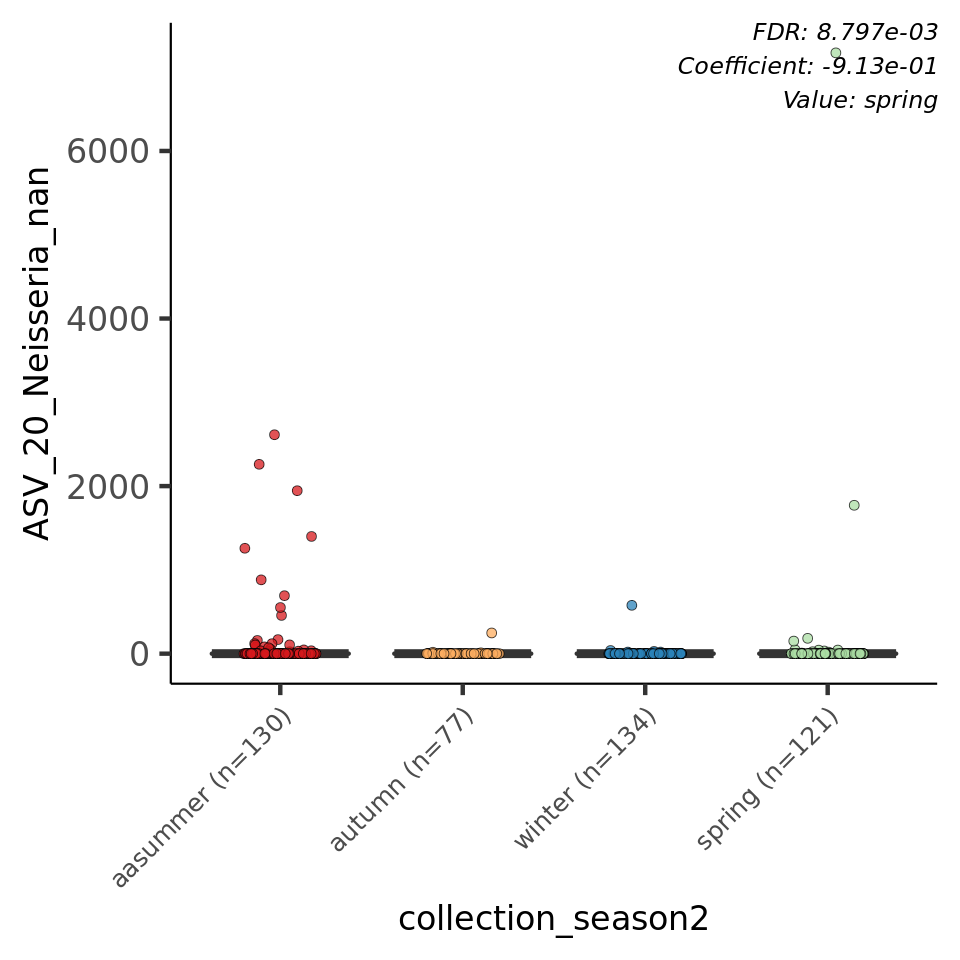 FDR: 8.797e-03
Coefficient: -9.13e-01
Value: spring
ASV_20_Neisseria_nan
6000
4000
2000
0
aasummer (n=130)
autumn (n=77)
winter (n=134)
spring (n=121)
collection_season2